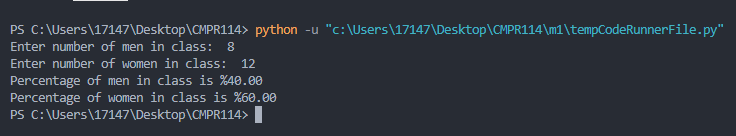 PS C:\Users\17147\Desktop\CMPR114> python -u "c:\Users\17147\Desktop\CMPR114\m1\tempCodeRunnerFile.py"
Enter number of men in class:  8
Enter number of women in class:  12
Percentage of men in class is %40.00
Percentage of women in class is %60.00
PS C:\Users\17147\Desktop\CMPR114>